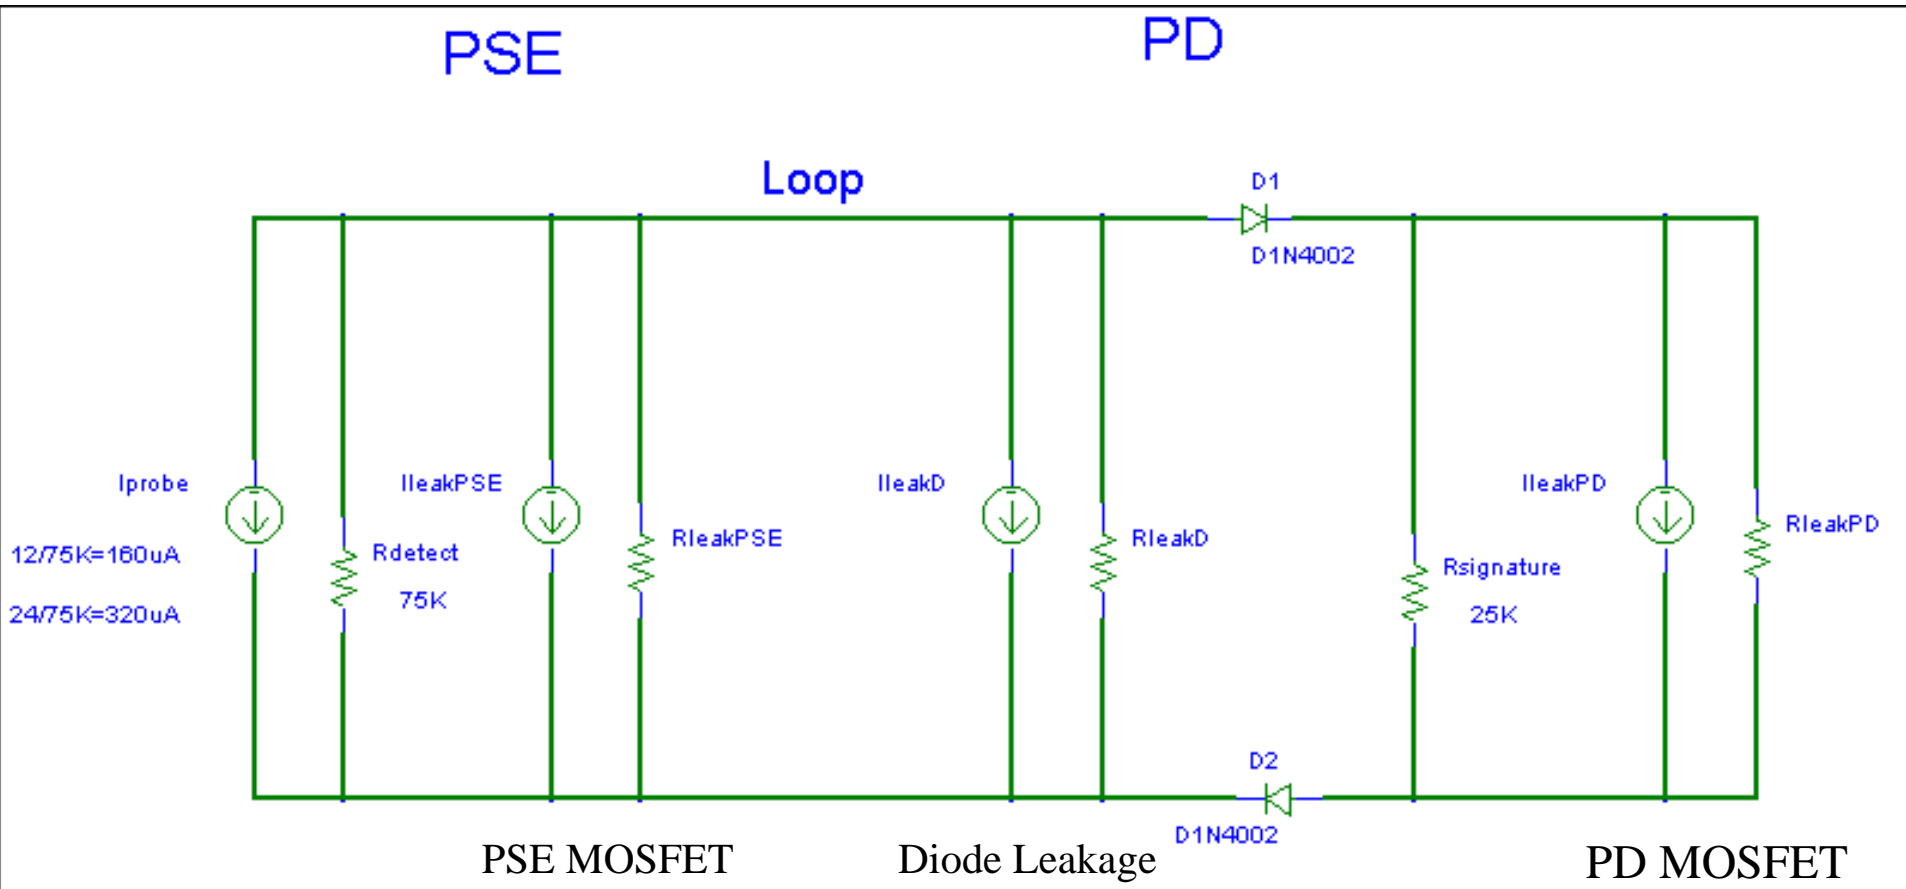 PSE
PD
Loop
D1
D1N4002
Iprobe
12/75K=160uA
24/75K=320uA
Rdetect
75K
IleakPSE
RleakPSE
IleakD
RleakD
Rsignature
25K
IleakPD
RleakPD
D2
D1N4002
PSE MOSFET
Diode Leakage
PD MOSFET